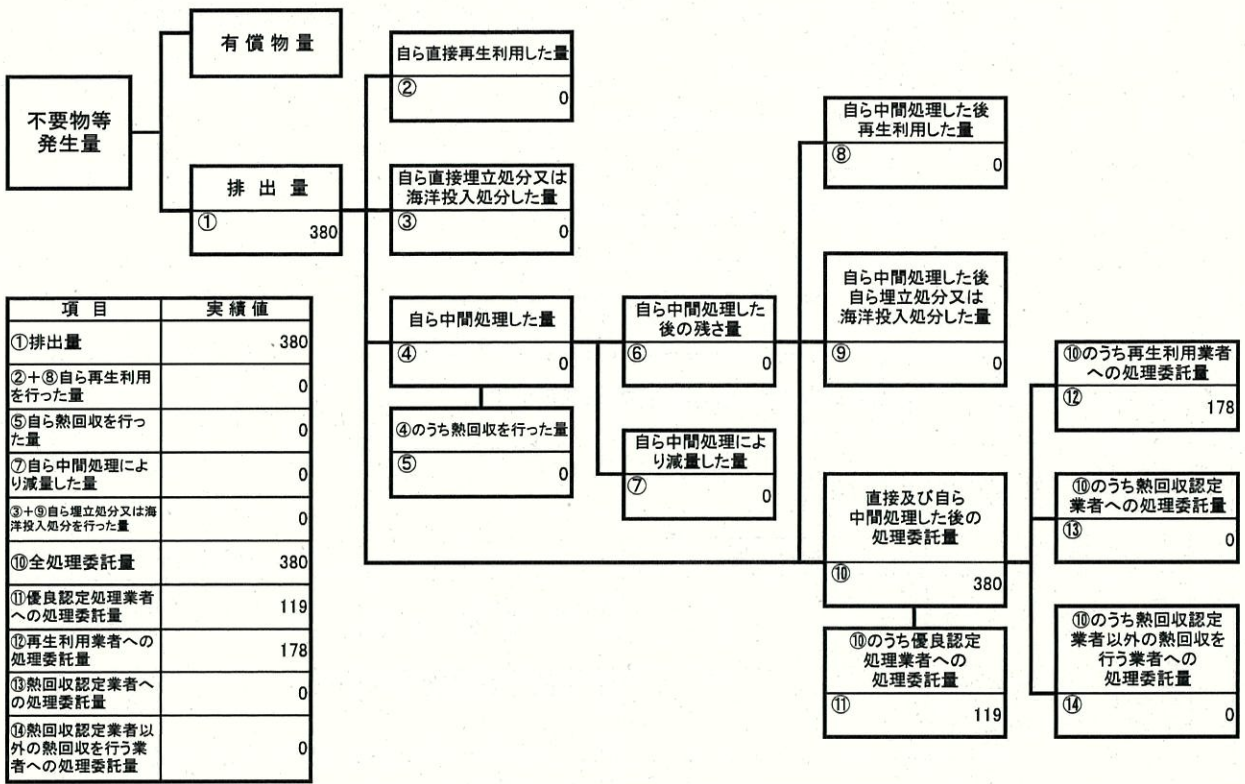 不要物等
発生量
有償物量
排出量
①
380
自ら直接再生利用した量
②
0
自ら直接埋立処分又は
海洋投入処分した量
③
0
自ら中間処理した量
④
0
④のうち熱回収を行った量
⑤
0
自ら中間処理した
後の残さ量
⑥
0
自ら中間処理によ
り減量した量
⑦
0
自ら中間処理した後
再生利用した量
⑧
0
自ら中間処理した後
自ら埋立処分又は
海洋投入処分した量
⑨
0
直接及び自ら
中間処理した後の
処理委託量
⑩
380
⑩のうち優良認定
処理業者への
処理委託量
⑪
119
⑩のうち再生利用業者
への処理委託量
⑫
178
⑩のうち熱回収認定
業者への処理委託量
⑬
0
⑩のうち熱回収認定
業者以外の熱回収を
行う業者への
処理委託量
⑭
0
項目 実績値
①排出量 380
②+⑧自ら再生利用
を行った量 0
⑤自ら熱回収を行っ
た量 0
⑦自ら中間処理によ
り減量した量 0
③+⑨自ら埋立処分又は海
洋投入処分を行った量 0
⑩全処理委託量 380
⑪優良認定処理業者
への処理委託量 119
⑫再生利用業者への
処理委託量 178
⑬熱回収認定業者へ
の処理委託量 0
⑭熱回収認定業者以
外の熱回収を行う業
者への処理委託量 0